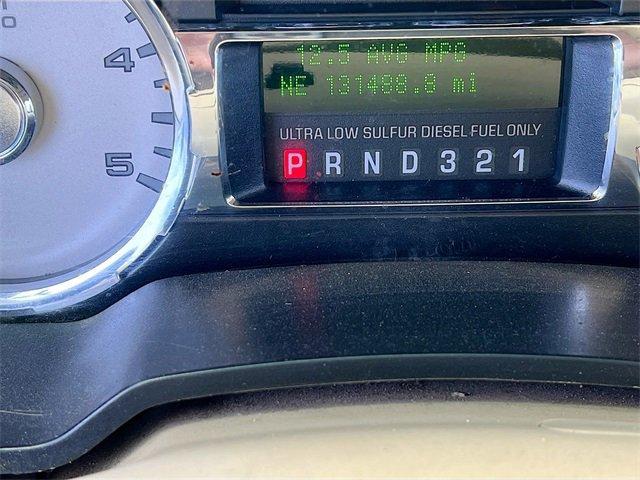 4
5
12.5 AVG MPG
NE 131488.8 mi
ULTRA LOW SULFUR DIESEL FUEL ONLY
P R N D 3 2 1